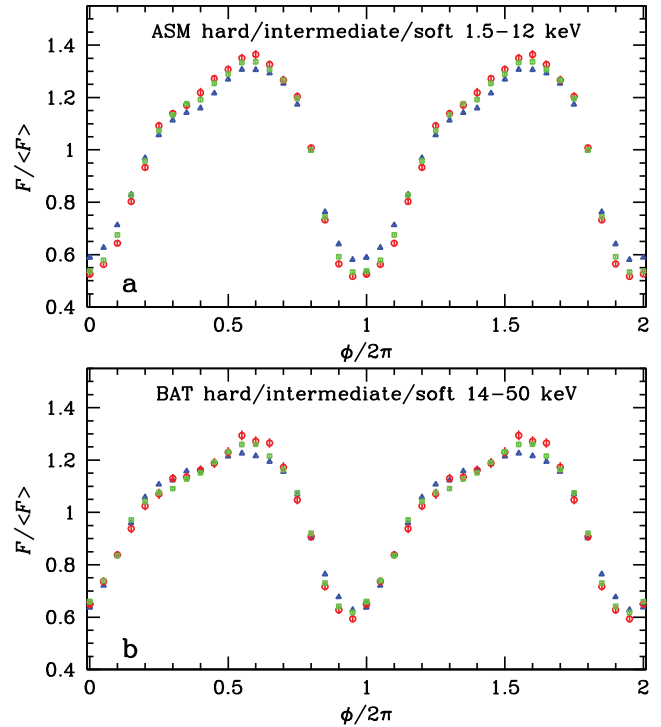 ASM hard/intermediate/soft 1.5−12 keV
1.4
1.2
1
0.8
0.6
0.4
F/<F>
a
0 0.5 1 1.5 2
ϕ/2π
BAT hard/intermediate/soft 14−50 keV
1.4
1.2
1
0.8
0.6
0.4
F/<F>
b
0 0.5 1 1.5 2
ϕ/2π